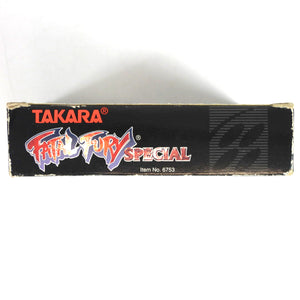 TAKARA®
FATAL FURY®
SPECIAL
Item No. 6753